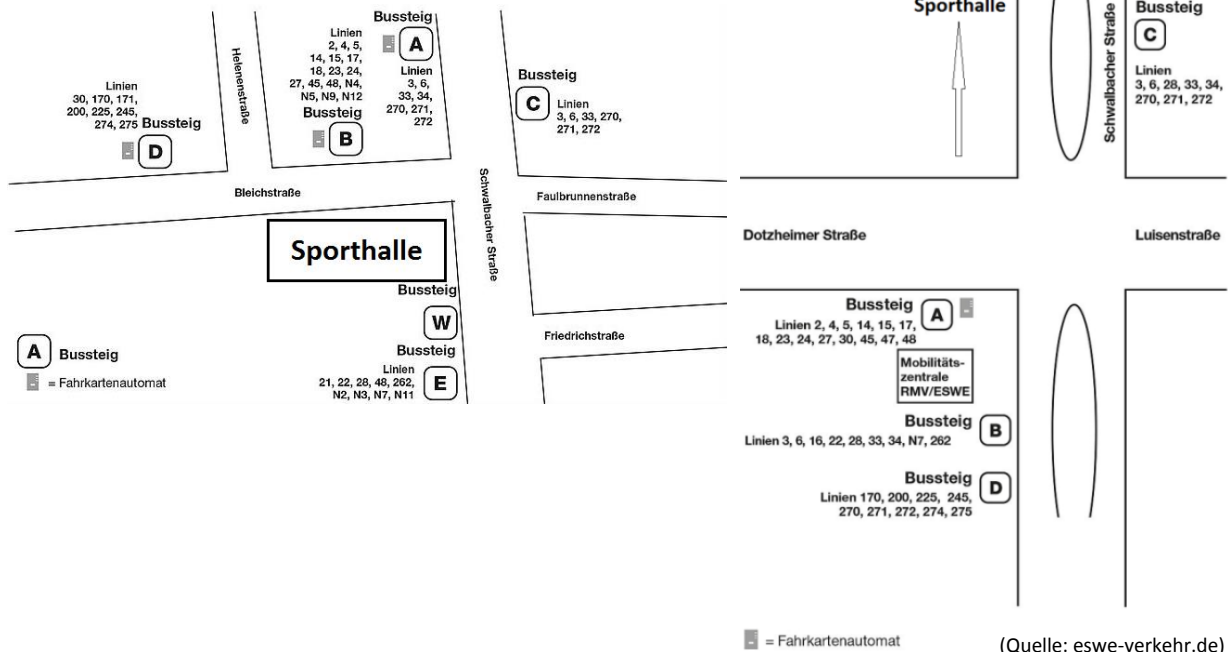 Helenenstraße
Bussteig
A
Linien
2, 4, 5,
14, 15, 17,
18, 23, 24,
27, 45, 48, N4,
N5, N9, N12
Bussteig
B
Linien
3, 6,
33, 34,
270, 271,
272
Linien
30, 170, 171,
200, 225, 245,
274, 275
Bussteig
D
Bussteig
C
Linien
3, 6, 33, 270,
271, 272
Bleichstraße
Schwalbacher Straße
Faulbrunnenstraße
Sporthalle
Bussteig
W
Bussteig
Linien
21, 22, 28, 48, 262,
N2, N3, N7, N11
E
Friedrichstraße
A
Bussteig
= Fahrkartenautomat
Sporthalle
Schwalbacher Straße
Bussteig
C
Linien
3, 6, 28, 33, 34,
270, 271, 272
Dotzheimer Straße
Luisenstraße
Bussteig
A
Linien 2, 4, 5, 14, 15, 17,
18, 23, 24, 27, 30, 45, 47, 48
Mobilitäts-
zentrale
RMV/ESWE
Bussteig
B
Linien 3, 6, 16, 22, 28, 33, 34, N7, 262
Bussteig
D
Linien 170, 200, 225, 245,
270, 271, 272, 274, 275
= Fahrkartenautomat
(Quelle: eswe-verkehr.de)